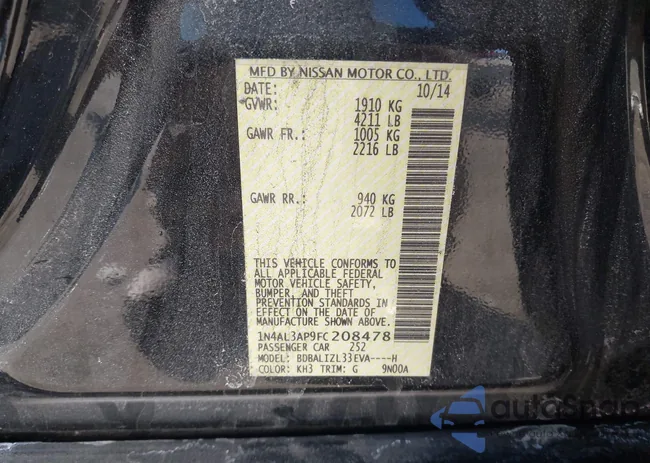 MFD BY NISSAN MOTOR CO., LTD.
DATE: 10/14
*GVWR: 1910 KG
4211 LB
GAWR FR.: 1005 KG
2216 LB
GAWR RR.: 940 KG
2072 LB
THIS VEHICLE CONFORMS TO
ALL APPLICABLE FEDERAL
MOTOR VEHICLE SAFETY,
BUMPER, AND THEFT
PREVENTION STANDARDS IN
EFFECT ON THE DATE OF
MANUFACTURE SHOWN ABOVE.
1N4AL3AP9FC208478
PASSENGER CAR 252
MODEL: BDBALIZL33EVA----H
COLOR: KH3 TRIM: G 9N00A
autoSnap